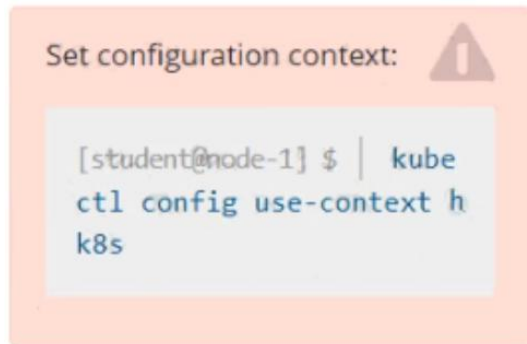 Set configuration context:
[student@node-1] $ | kube
ctl config use-context h
k8s